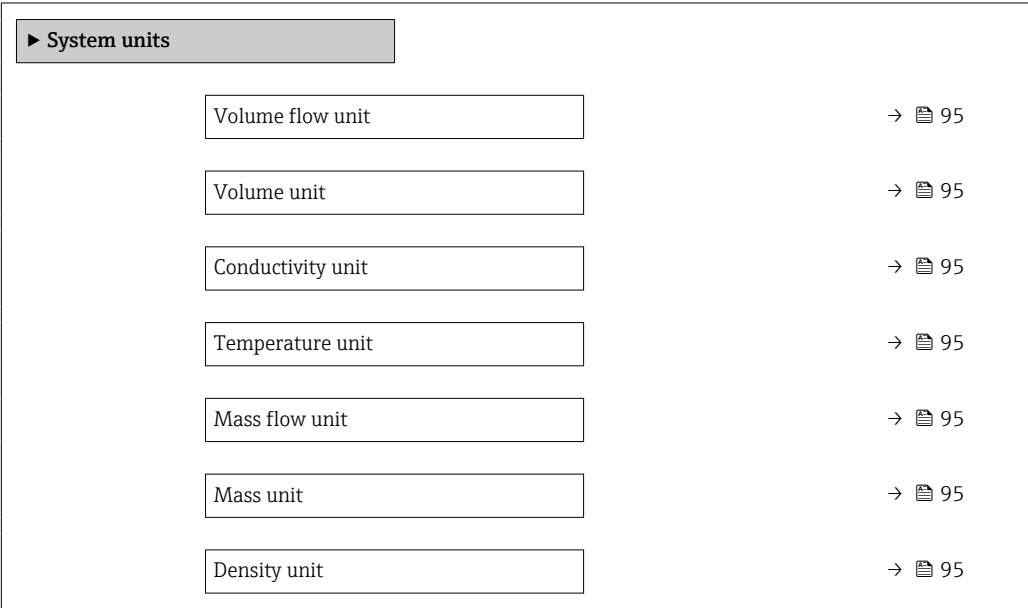 ▶ System units
Volume flow unit → 95
Volume unit → 95
Conductivity unit → 95
Temperature unit → 95
Mass flow unit → 95
Mass unit → 95
Density unit → 95